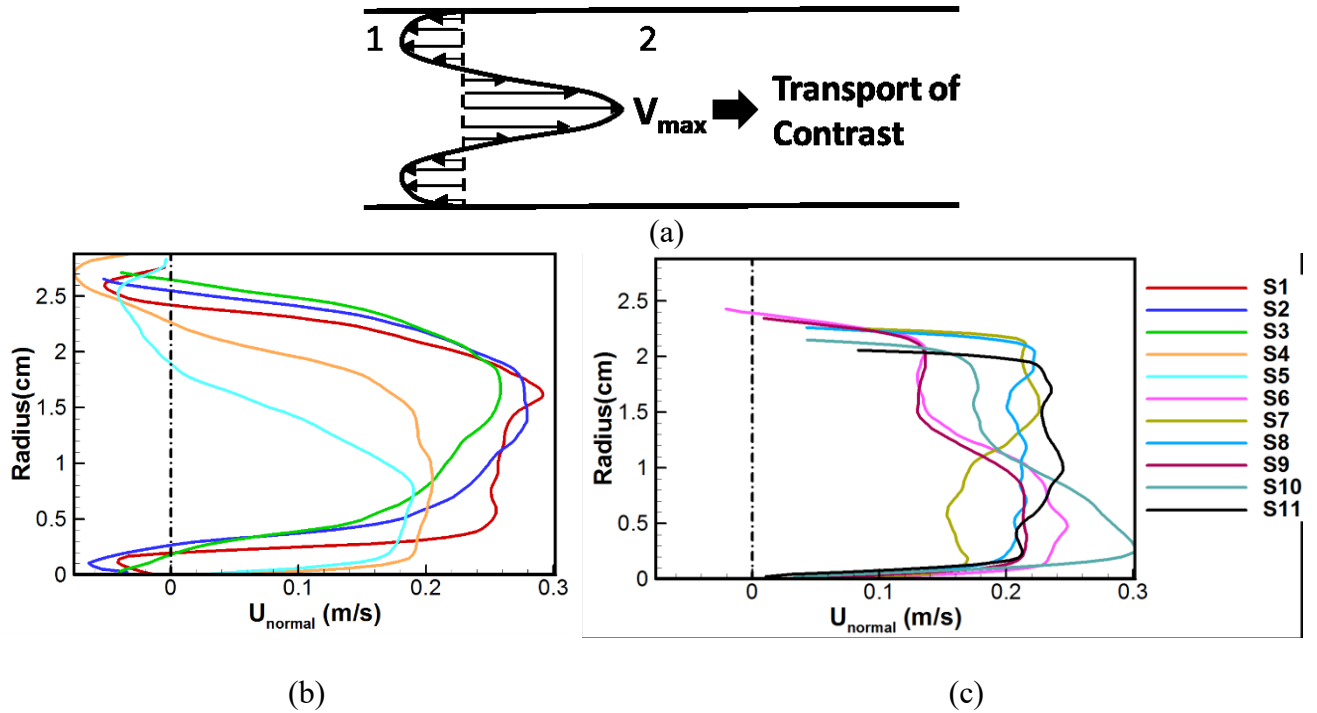 1
2
Vmax
Transport of
Contrast
(a)
Radius(cm)
2.5
2
1.5
1
0.5
0
0
0.1
0.2
0.3
Unormal (m/s)
(b)
Radius(cm)
2.5
2
1.5
1
0.5
0
0
0.1
0.2
0.3
Unormal (m/s)
(c)
S1
S2
S3
S4
S5
S6
S7
S8
S9
S10
S11